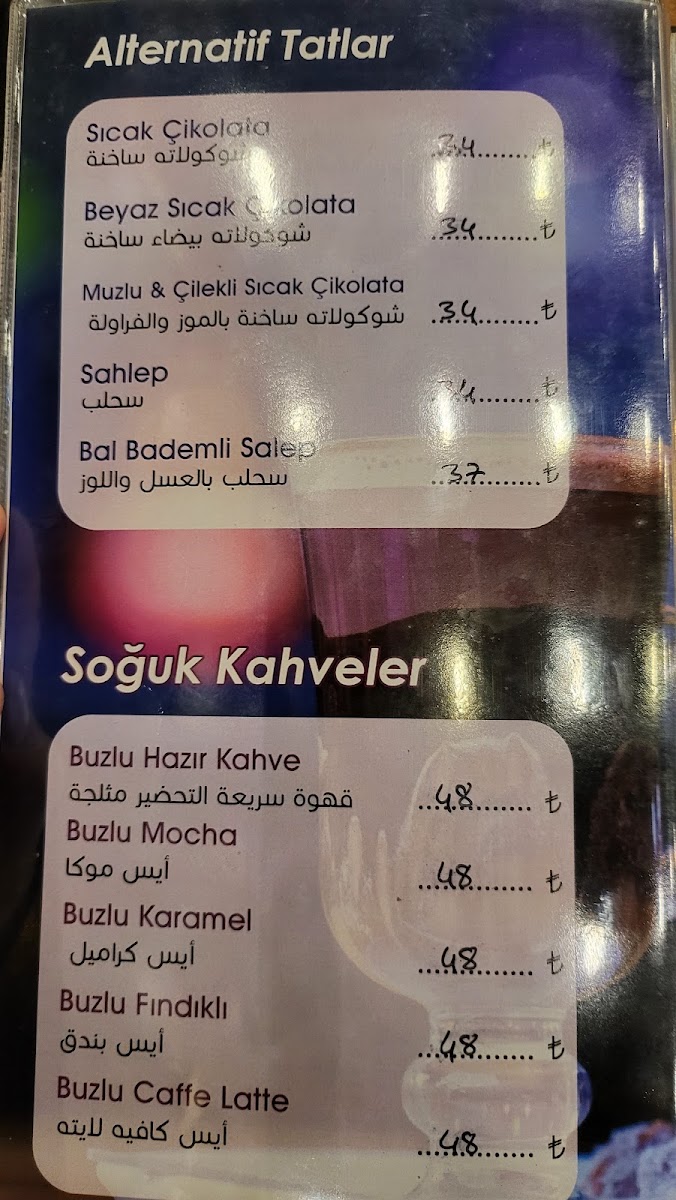 Alternatif Tatlar
Sıcak Çikolata
شوكولاته ساخنة
34 ₺
Beyaz Sıcak Çikolata
شوكولاته بيضاء ساخنة
34 ₺
Muzlu & Çilekli Sıcak Çikolata
شوكولاته ساخنة بالموز والفراولة
34 ₺
Sahlep
سحلب
34 ₺
Bal Bademli Salep
سحلب بالعسل واللوز
37 ₺
Soğuk Kahveler
Buzlu Hazır Kahve
قهوة سريعة التحضير مثلجة
48 ₺
Buzlu Mocha
أيس موكا
48 ₺
Buzlu Karamel
أيس كراميل
48 ₺
Buzlu Fındıklı
أيس بندق
48 ₺
Buzlu Caffe Latte
أيس كافيه لايته
48 ₺